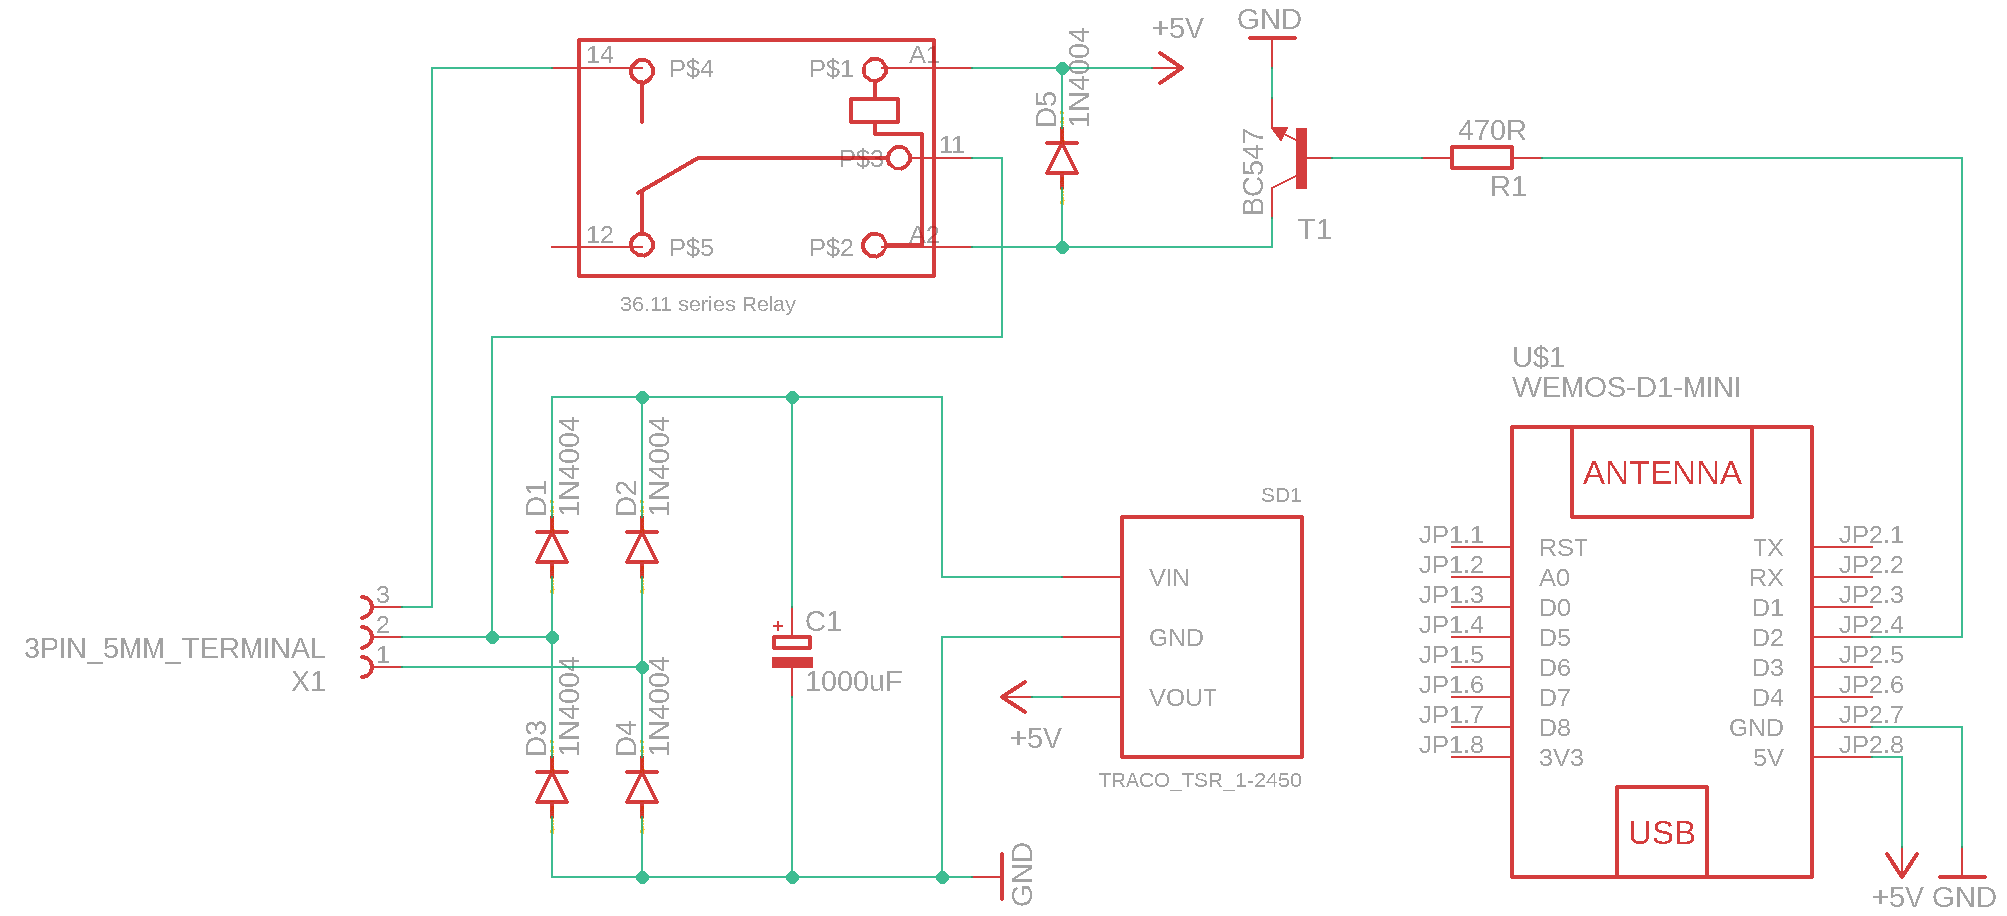 14
P$4
P$1
A1
P$3
11
12
P$5
P$2
A2
36.11 series Relay
D5
1N4004
+5V
GND
BC547
T1
470R
R1
D1
1N4004
D2
1N4004
3
2
1
3PIN_5MM_TERMINAL
X1
D3
1N4004
D4
1N4004
+
C1
1000uF
GND
SD1
VIN
GND
VOUT
+5V
TRACO_TSR_1-2450
U$1
WEMOS-D1-MINI
ANTENNA
JP1.1 RST TX JP2.1
JP1.2 A0 RX JP2.2
JP1.3 D0 D1 JP2.3
JP1.4 D5 D2 JP2.4
JP1.5 D6 D3 JP2.5
JP1.6 D7 D4 JP2.6
JP1.7 D8 GND JP2.7
JP1.8 3V3 5V JP2.8
USB
+5V GND